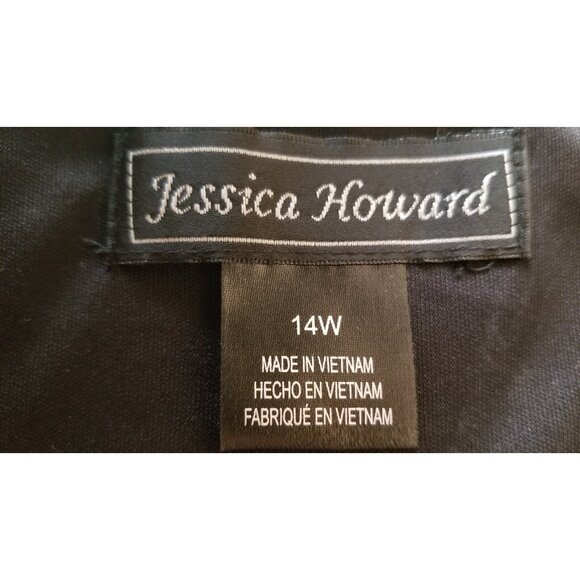 Jessica Howard
14W
MADE IN VIETNAM
HECHO EN VIETNAM
FABRIQUÉ EN VIETNAM